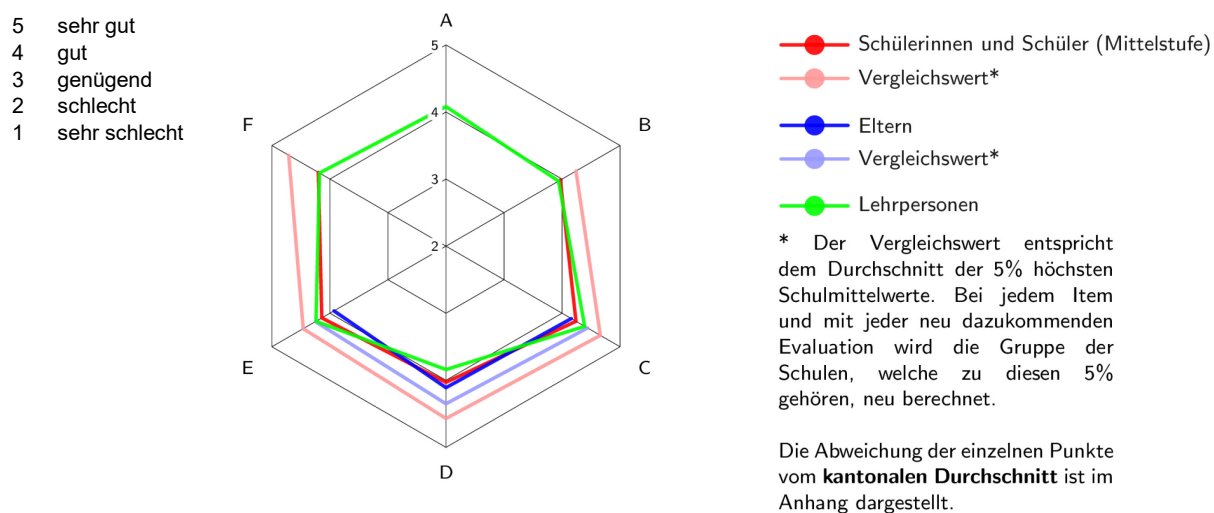 5 sehr gut
4 gut
3 genügend
2 schlecht
1 sehr schlecht
A
B
C
D
E
F
5
4
3
2
Schülerinnen und Schüler (Mittelstufe)
Vergleichswert*
Eltern
Vergleichswert*
Lehrpersonen
* Der Vergleichswert entspricht
dem Durchschnitt der 5% höchsten
Schulmittelwerte. Bei jedem Item
und mit jeder neu dazukommenden
Evaluation wird die Gruppe der
Schulen, welche zu diesen 5%
gehören, neu berechnet.
Die Abweichung der einzelnen Punkte
vom kantonalen Durchschnitt ist im
Anhang dargestellt.